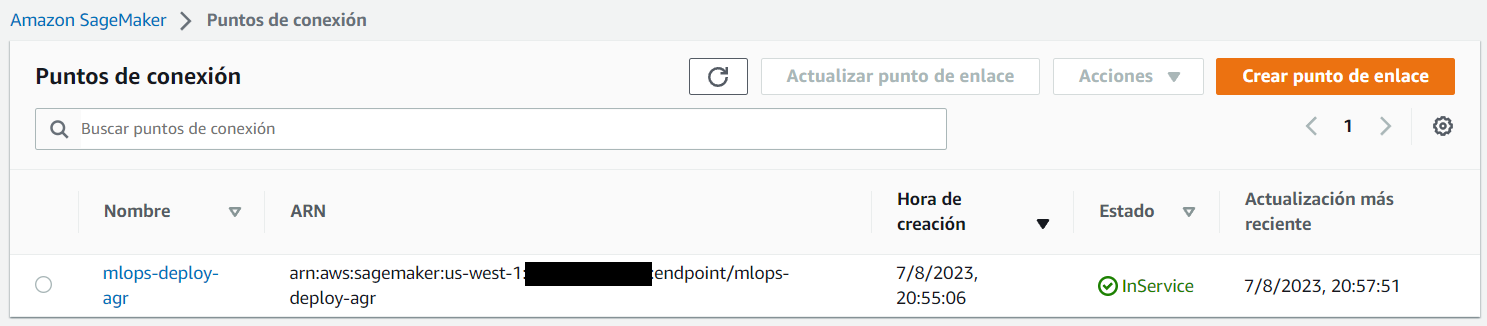 Amazon SageMaker > Puntos de conexión
Puntos de conexión
Actualizar punto de enlace
Acciones
Crear punto de enlace
Buscar puntos de conexión
1
Nombre
ARN
Hora de
creación
Estado
Actualización más
reciente
mlops-deploy-
agr
arn:aws:sagemaker:us-west-1: :endpoint/mlops-
deploy-agr
7/8/2023,
20:55:06
InService
7/8/2023, 20:57:51